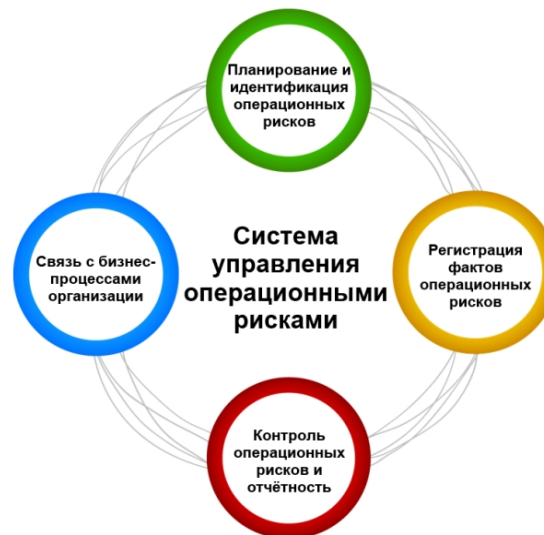 Планирование и
идентификация
операционных
рисков
Связь с бизнес-
процессами
организации
Система
управления
операционными
рисками
Регистрация
фактов
операционных
рисков
Контроль
операционных
рисков и
отчётность